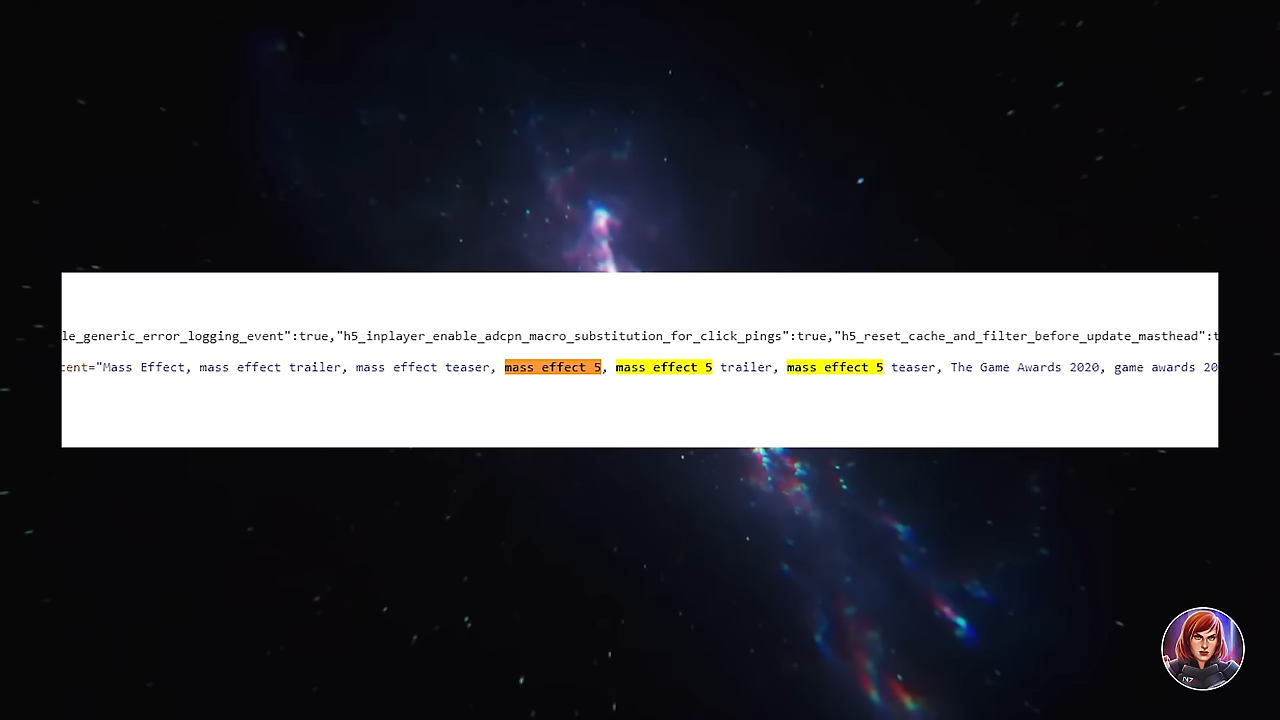 le_generic_error_logging_event":true,"h5_inplayer_enable_adcpn_macro_substitution_for_click_pings":true,"h5_reset_cache_and_filter_before_update_masthead":t
tent="Mass Effect, mass effect trailer, mass effect teaser, mass effect 5, mass effect 5 trailer, mass effect 5 teaser, The Game Awards 2020, game awards 20
N7